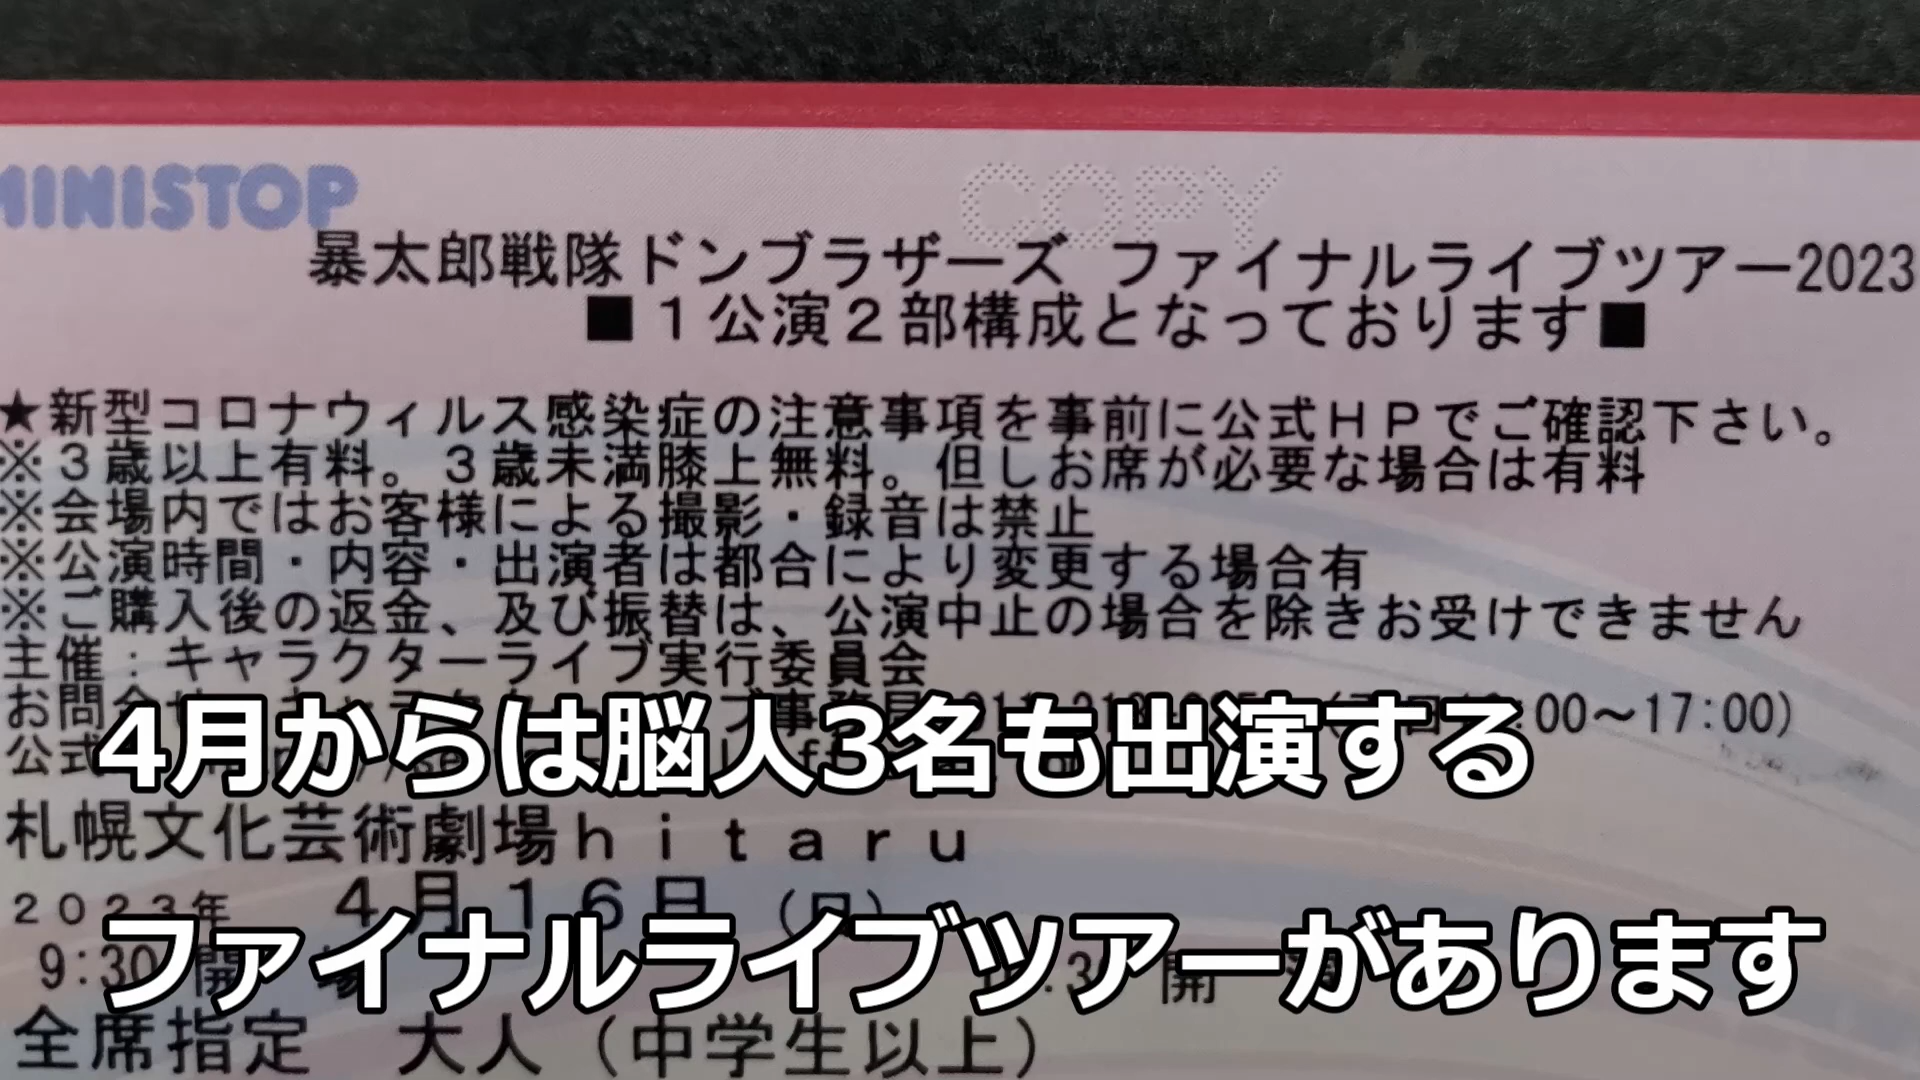 MINISTOP
COPY
暴太郎戦隊ドンブラザーズ ファイナルライブツアー2023
■1公演2部構成となっております■
★新型コロナウィルス感染症の注意事項を事前に公式HPでご確認下さい。
※3歳以上有料。3歳未満膝上無料。但しお席が必要な場合は有料
※会場内ではお客様による撮影・録音は禁止
※公演時間・内容・出演者は都合により変更する場合有
※ご購入後の返金、及び振替は、公演中止の場合を除きお受けできません
主催:キャラクターライブ実行委員会
お問 :00～17:00)
公式
4月からは脳人3名も出演する
札幌文化芸術劇場hitaru
2023年 4月16日(日)
9:30 開場 開演
ファイナルライブツアーがあります
全席指定 大人(中学生以上)